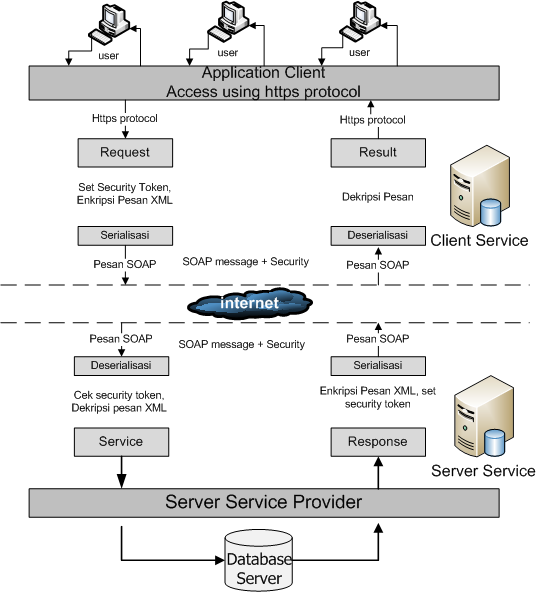 user
user
user
Application Client
Access using https protocol
Https protocol
Https protocol
Request
Result
Set Security Token,
Enkripsi Pesan XML
Dekripsi Pesan
Serialisasi
Deserialisasi
Client Service
Pesan SOAP
SOAP message + Security
Pesan SOAP
internet
Pesan SOAP
SOAP message + Security
Pesan SOAP
Deserialisasi
Serialisasi
Cek security token,
Dekripsi pesan XML
Enkripsi Pesan XML, set
security token
Service
Response
Server Service
Server Service Provider
Database
Server